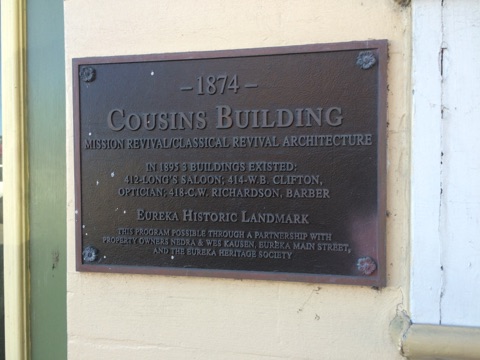 – 1874 –
COUSINS BUILDING
MISSION REVIVAL/CLASSICAL REVIVAL ARCHITECTURE
IN 1895 3 BUILDINGS EXISTED:
412-LONG'S SALOON; 414-W.B. CLIFTON,
OPTICIAN; 418-C.W. RICHARDSON, BARBER
EUREKA HISTORIC LANDMARK
THIS PROGRAM POSSIBLE THROUGH A PARTNERSHIP WITH
PROPERTY OWNERS NEDRA & WES KAUSEN, EUREKA MAIN STREET,
AND THE EUREKA HERITAGE SOCIETY